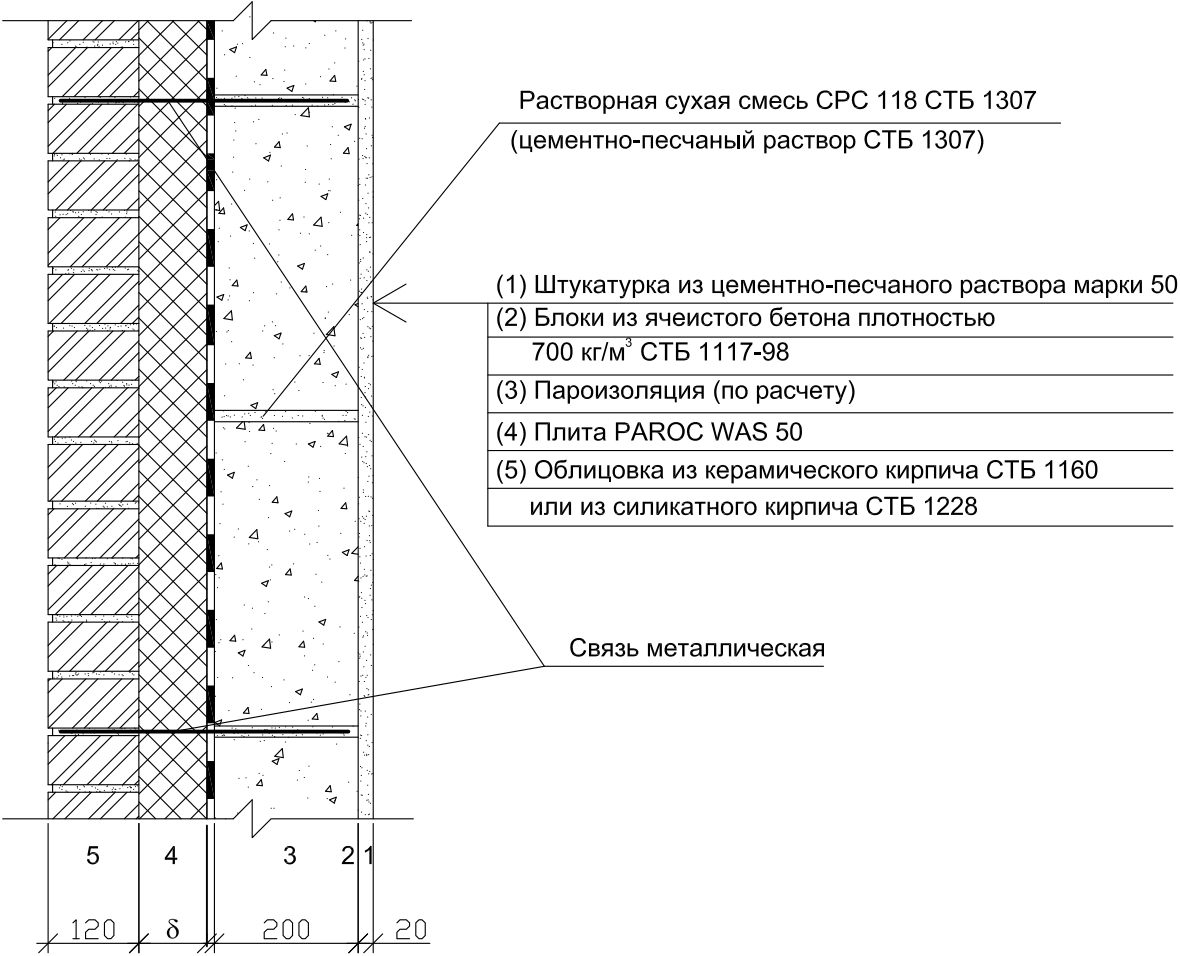 Растворная сухая смесь СРС 118 СТБ 1307
(цементно-песчаный раствор СТБ 1307)
(1) Штукатурка из цементно-песчаного раствора марки 50
(2) Блоки из ячеистого бетона плотностью
700 кг/м³ СТБ 1117-98
(3) Пароизоляция (по расчету)
(4) Плита PAROC WAS 50
(5) Облицовка из керамического кирпича СТБ 1160
или из силикатного кирпича СТБ 1228
Связь металлическая
5 4 3 2 1
120 δ 200 20